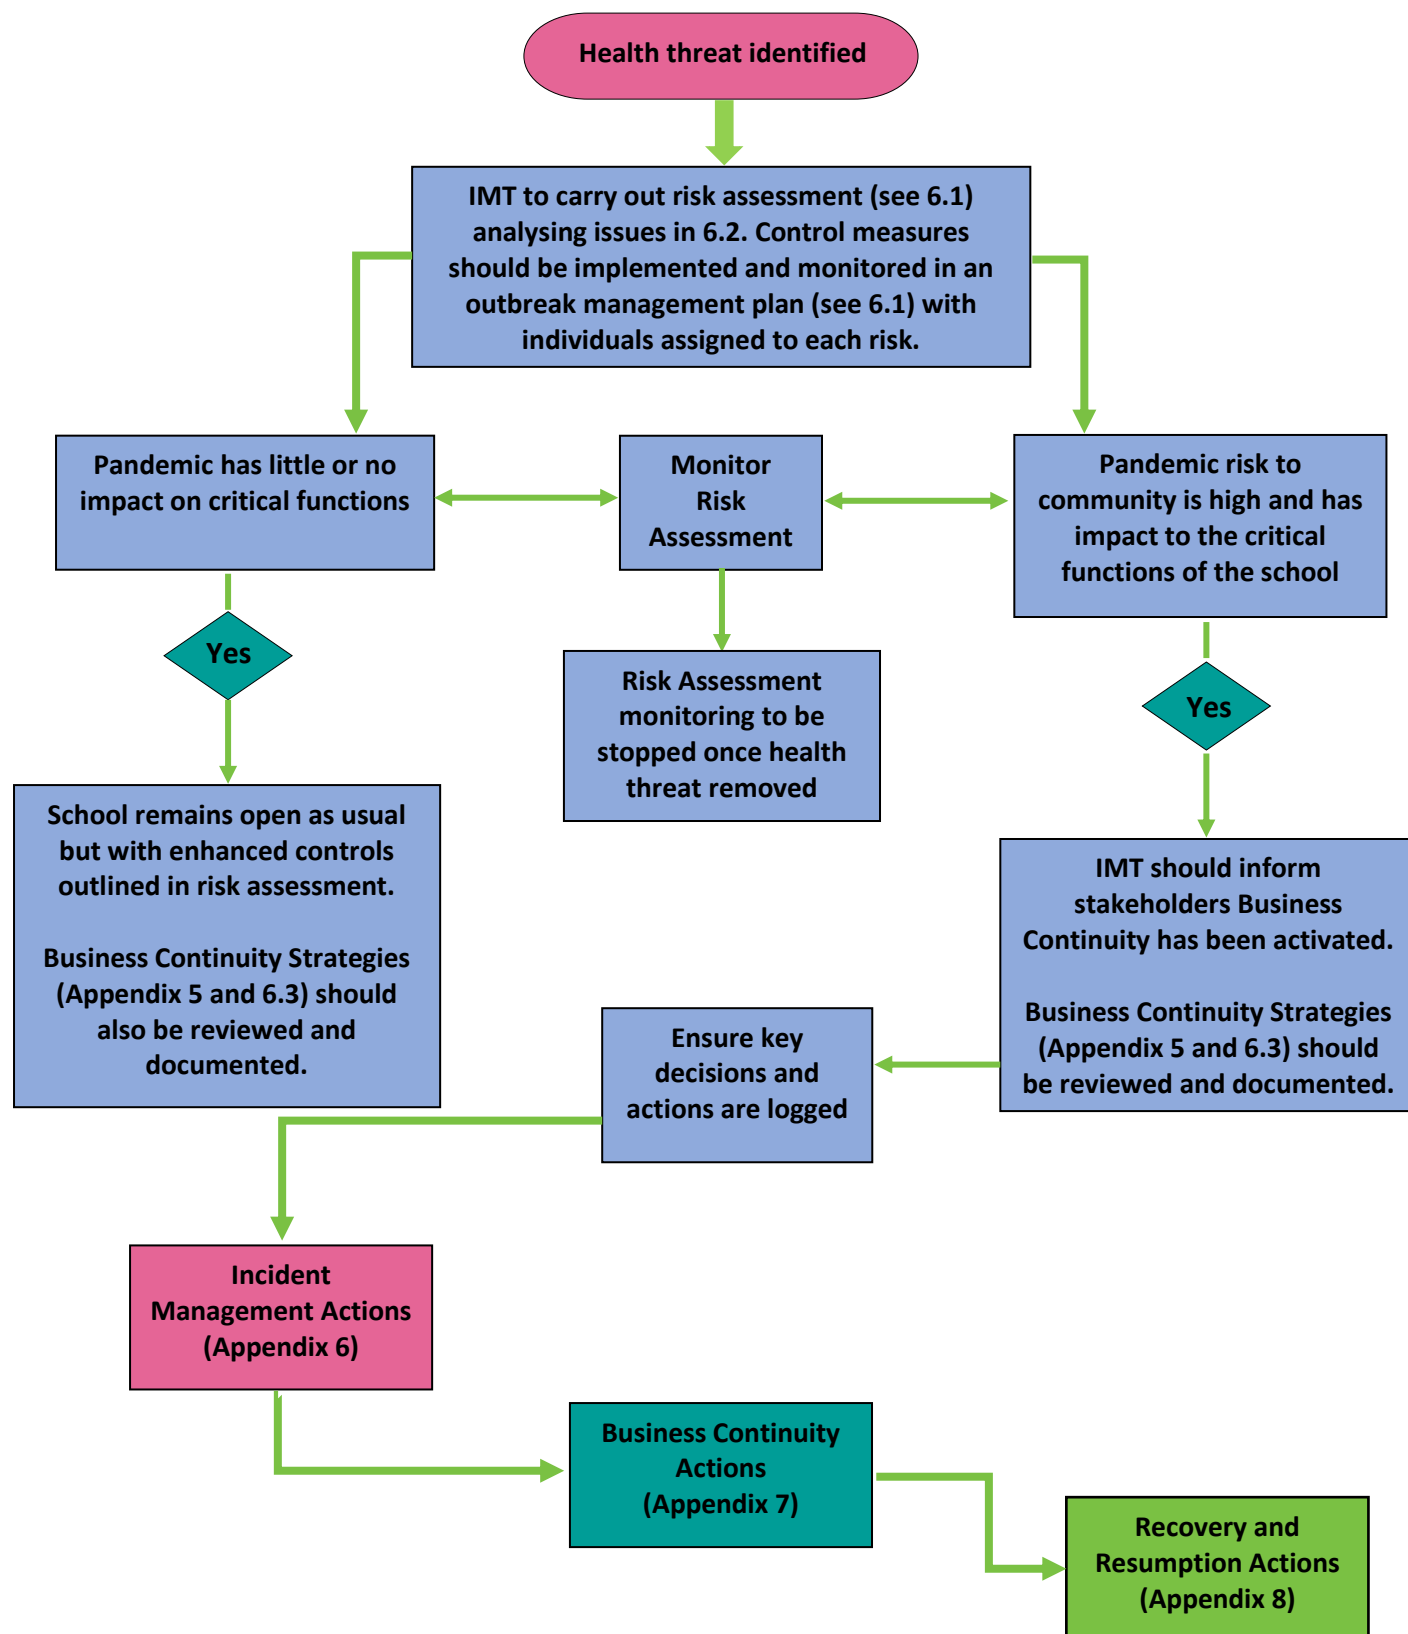 Health threat identified
IMT to carry out risk assessment (see 6.1)
analysing issues in 6.2. Control measures
should be implemented and monitored in an
outbreak management plan (see 6.1) with
individuals assigned to each risk.
Pandemic has little or no
impact on critical functions
Monitor
Risk
Assessment
Pandemic risk to
community is high and has
impact to the critical
functions of the school
Yes
Risk Assessment
monitoring to be
stopped once health
threat removed
Yes
School remains open as usual
but with enhanced controls
outlined in risk assessment.
Business Continuity Strategies
(Appendix 5 and 6.3) should
also be reviewed and
documented.
IMT should inform
stakeholders Business
Continuity has been activated.
Business Continuity Strategies
(Appendix 5 and 6.3) should
be reviewed and documented.
Ensure key
decisions and
actions are logged
Incident
Management Actions
(Appendix 6)
Business Continuity
Actions
(Appendix 7)
Recovery and
Resumption Actions
(Appendix 8)